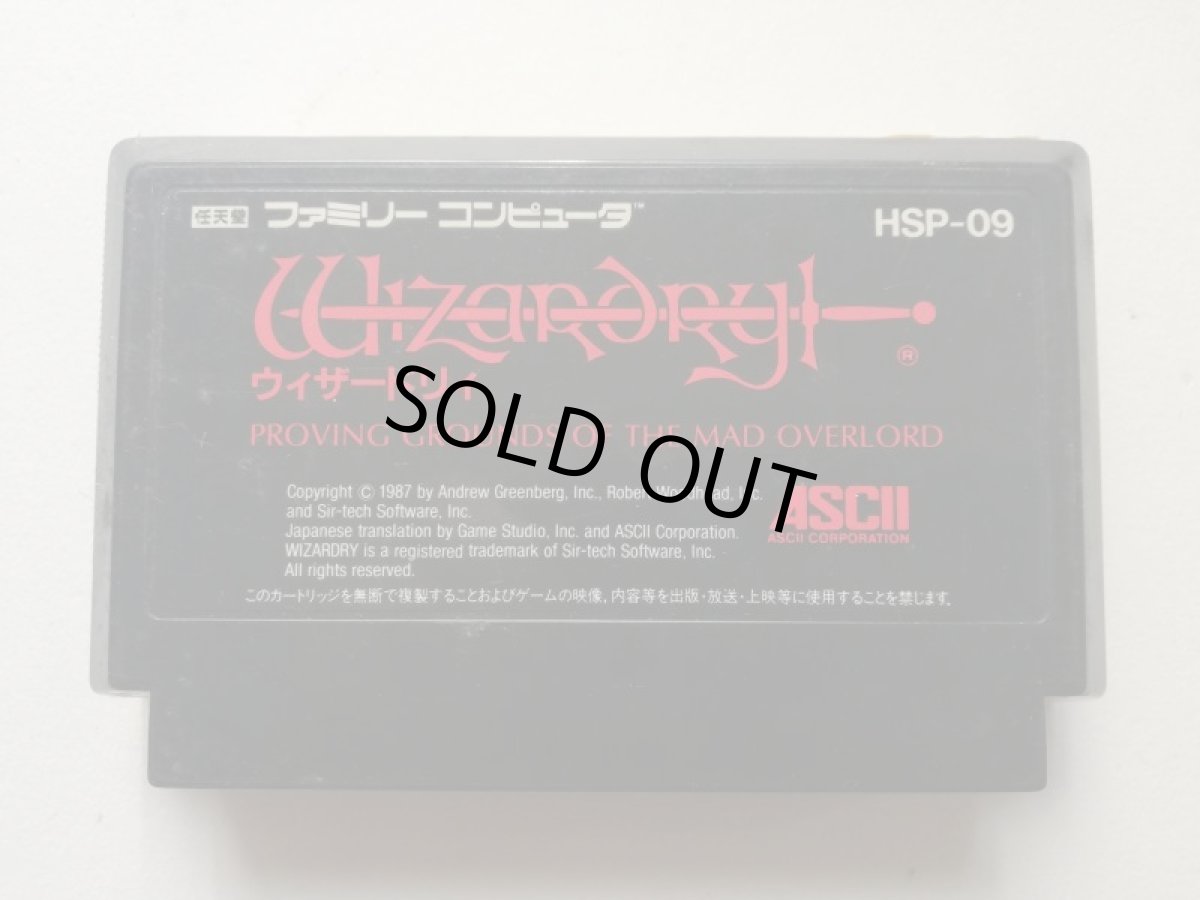 任天堂 ファミリー コンピュータ™ HSP-09
Wizardry ®
ウィザードリィ
PROVING GROUNDS OF THE MAD OVERLORD
SOLD OUT
Copyright © 1987 by Andrew Greenberg, Inc., Robert Woodhead, Inc.
and Sir-tech Software, Inc.
Japanese translation by Game Studio, Inc. and ASCII Corporation.
WIZARDRY is a registered trademark of Sir-tech Software, Inc.
All rights reserved.
ASCII
ASCII CORPORATION
このカートリッジを無断で複製することおよびゲームの映像,内容等を出版・放送・上映等に使用することを禁じます.